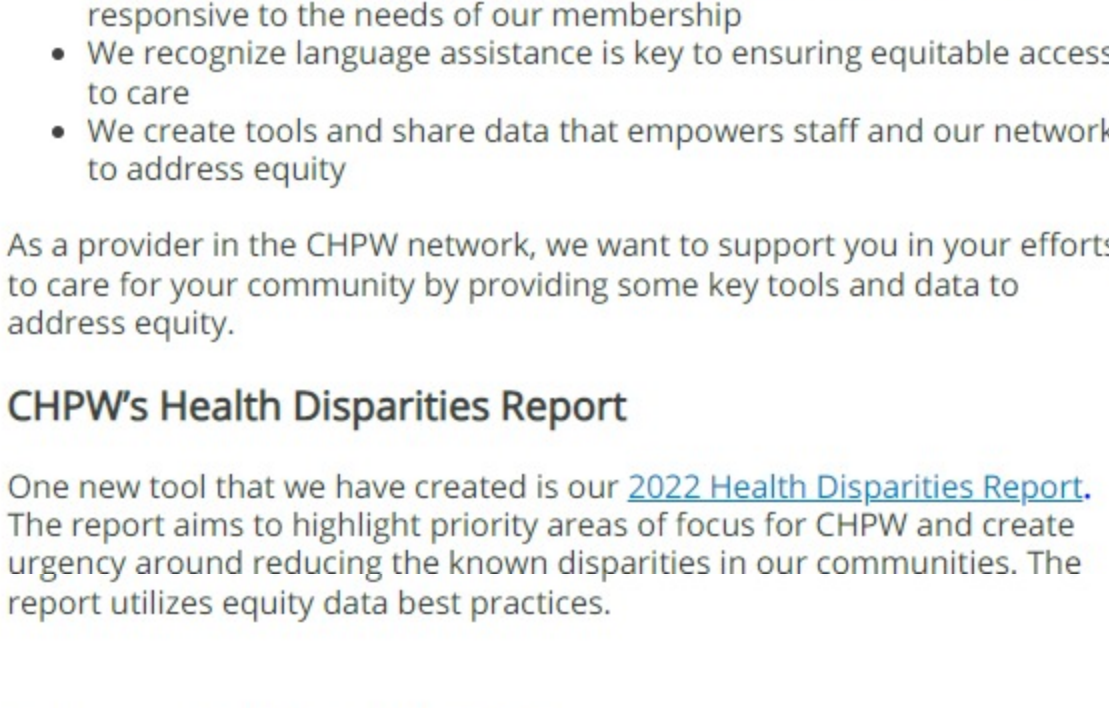 responsive to the needs of our membership
• We recognize language assistance is key to ensuring equitable access
to care
• We create tools and share data that empowers staff and our network
to address equity
As a provider in the CHPW network, we want to support you in your efforts
to care for your community by providing some key tools and data to
address equity.
CHPW's Health Disparities Report
One new tool that we have created is our 2022 Health Disparities Report.
The report aims to highlight priority areas of focus for CHPW and create
urgency around reducing the known disparities in our communities. The
report utilizes equity data best practices.